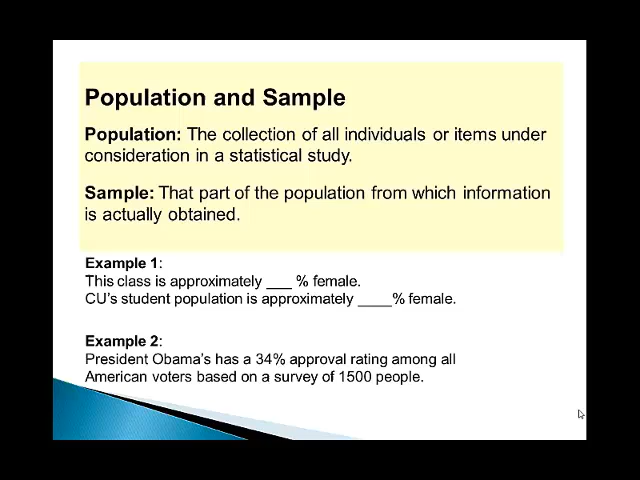 Population and Sample
Population: The collection of all individuals or items under
consideration in a statistical study.
Sample: That part of the population from which information
is actually obtained.
Example 1:
This class is approximately ___ % female.
CU's student population is approximately ____% female.
Example 2:
President Obama's has a 34% approval rating among all
American voters based on a survey of 1500 people.